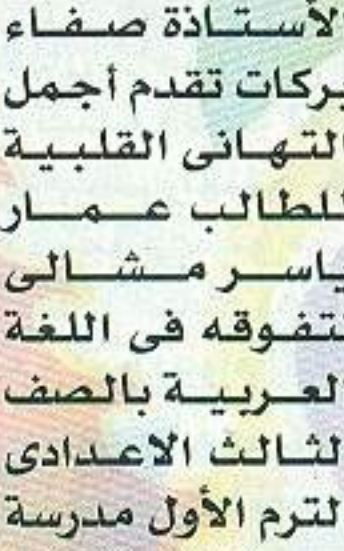 الأستاذة صفاء
بركات تقدم أجمل
التهانى القلبية
للطالب عمار
ياسر مشالى
لتفوقه فى اللغة
العربية بالصف
الثالث الاعدادى
الترم الأول مدرسة